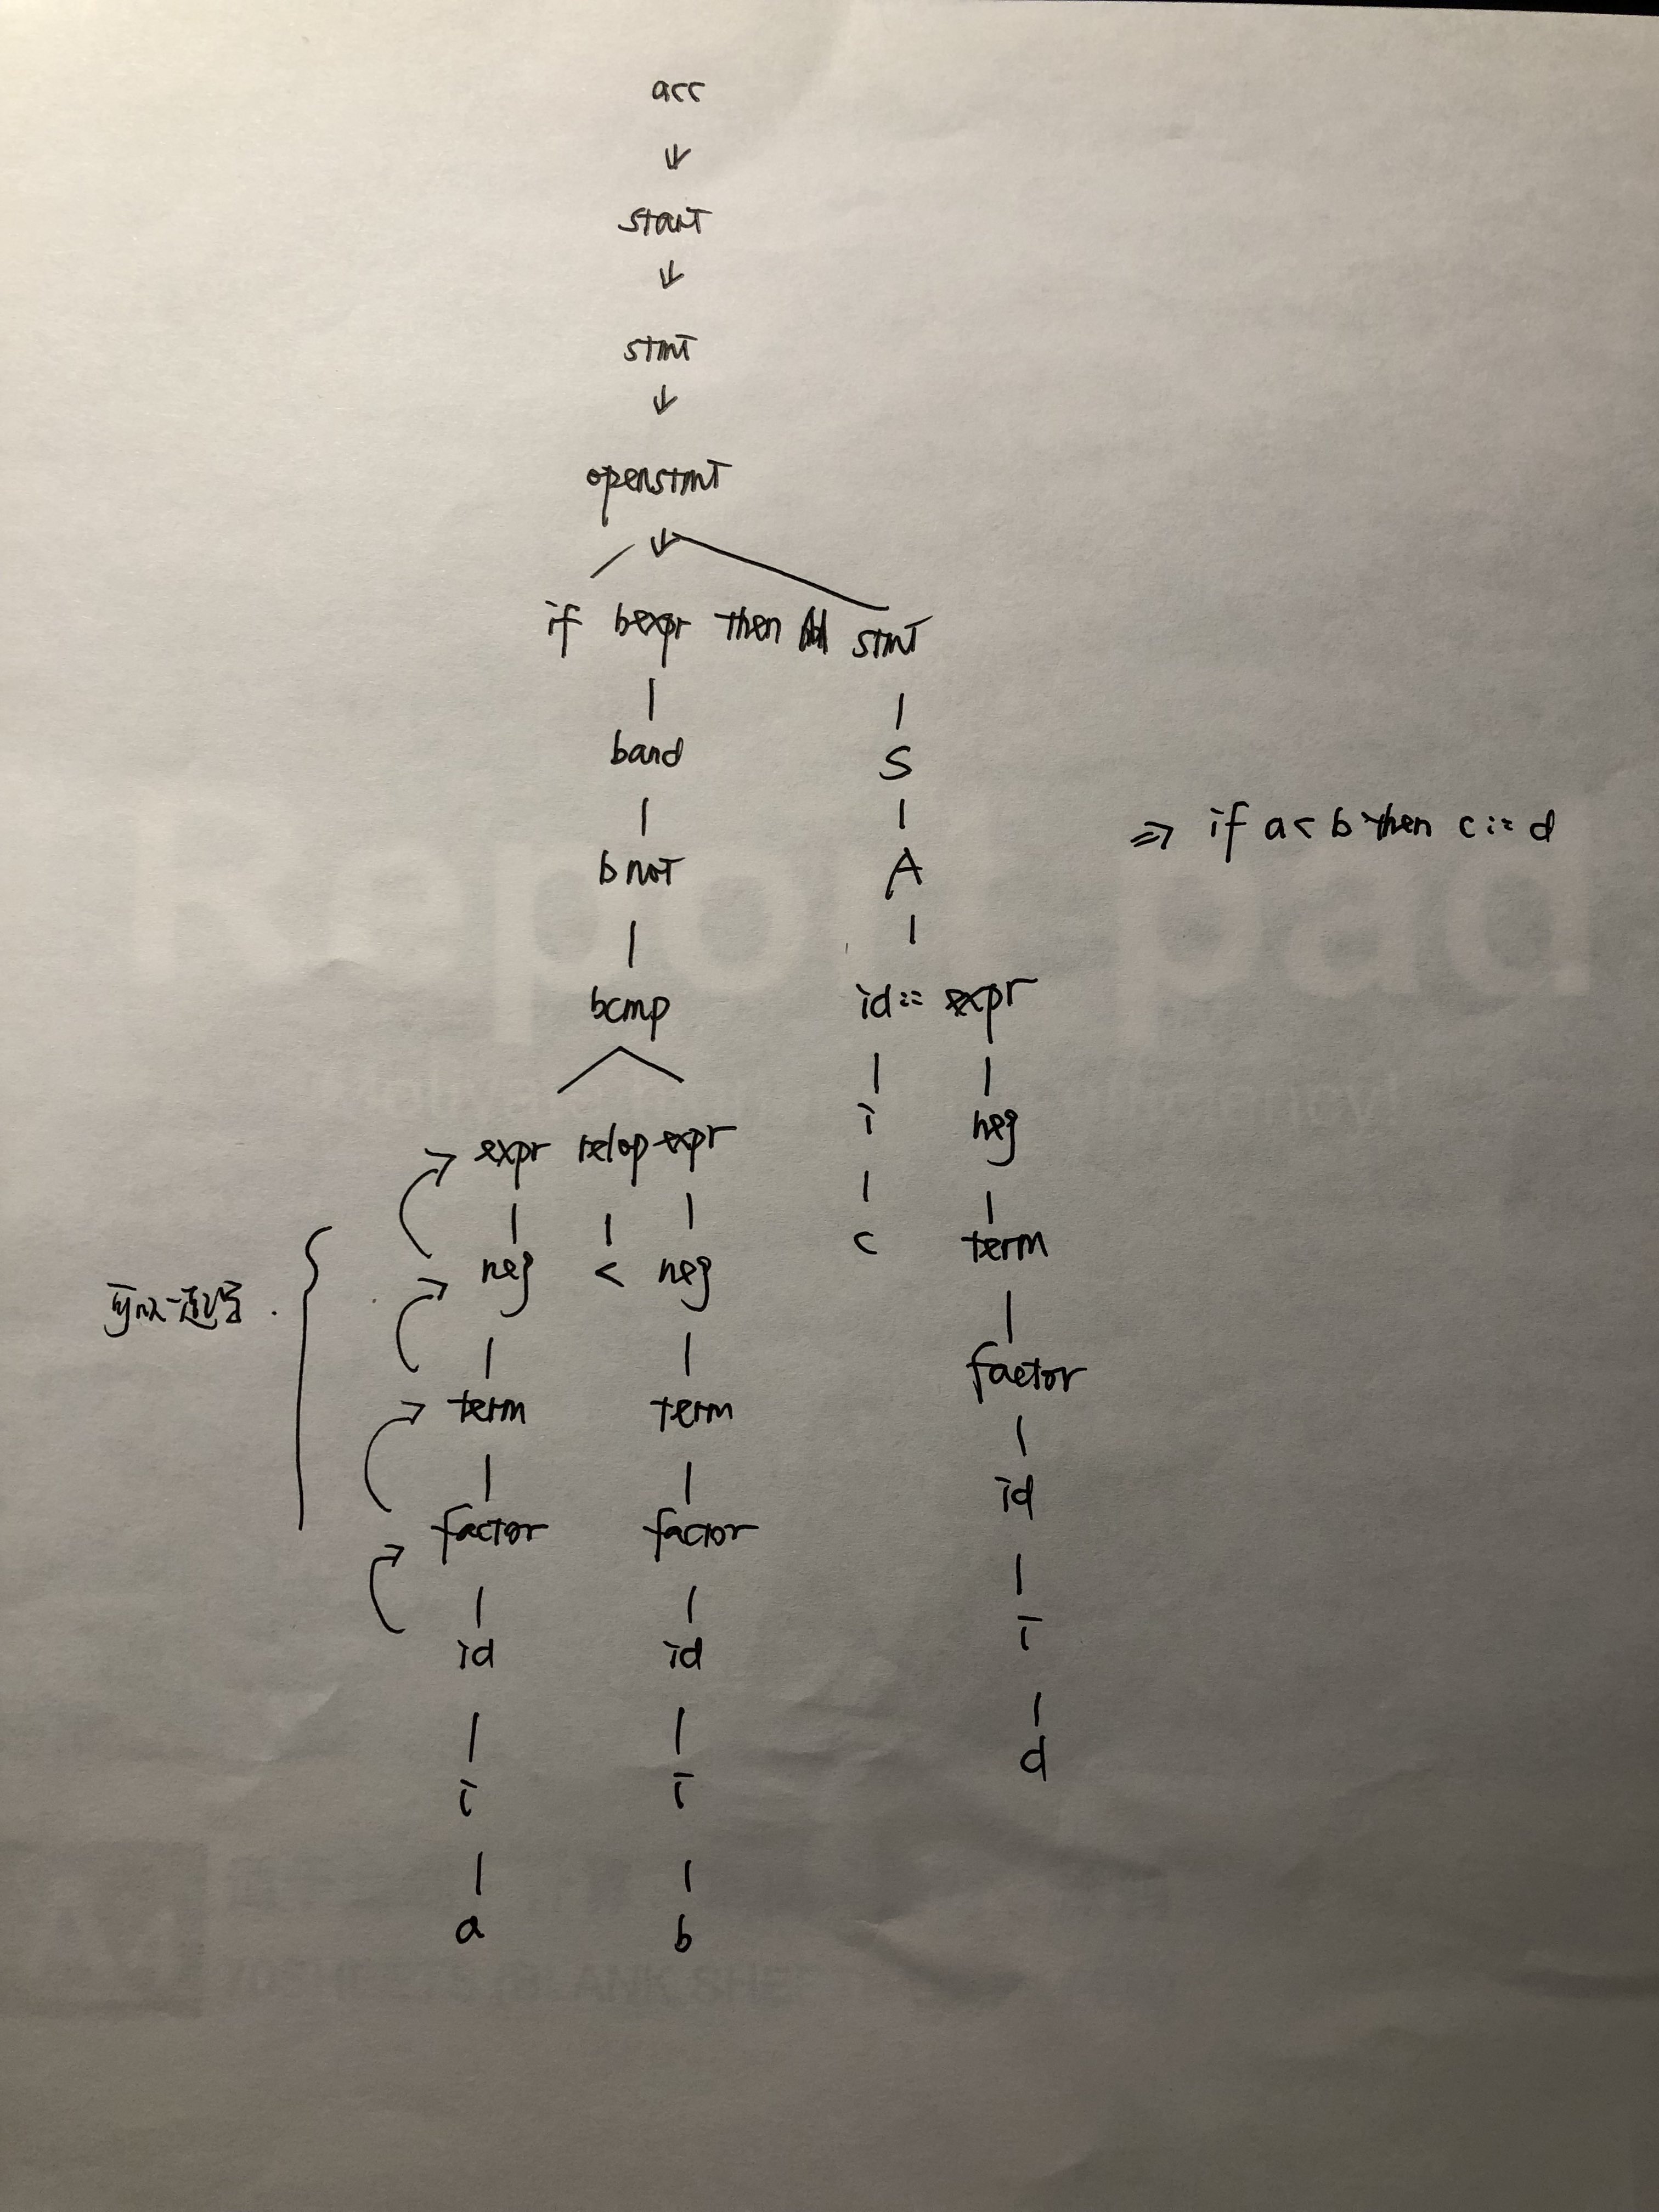 acc
start
stmt
openstmt
if bexpr then stmt
band S
⇒ if a < b then c := d
bnot A
bcmp id := expr
i neg
expr relop expr
c term
neg < neg
可以一起写.
term term
factor
factor factor
id
id id
i
d
i i
a b